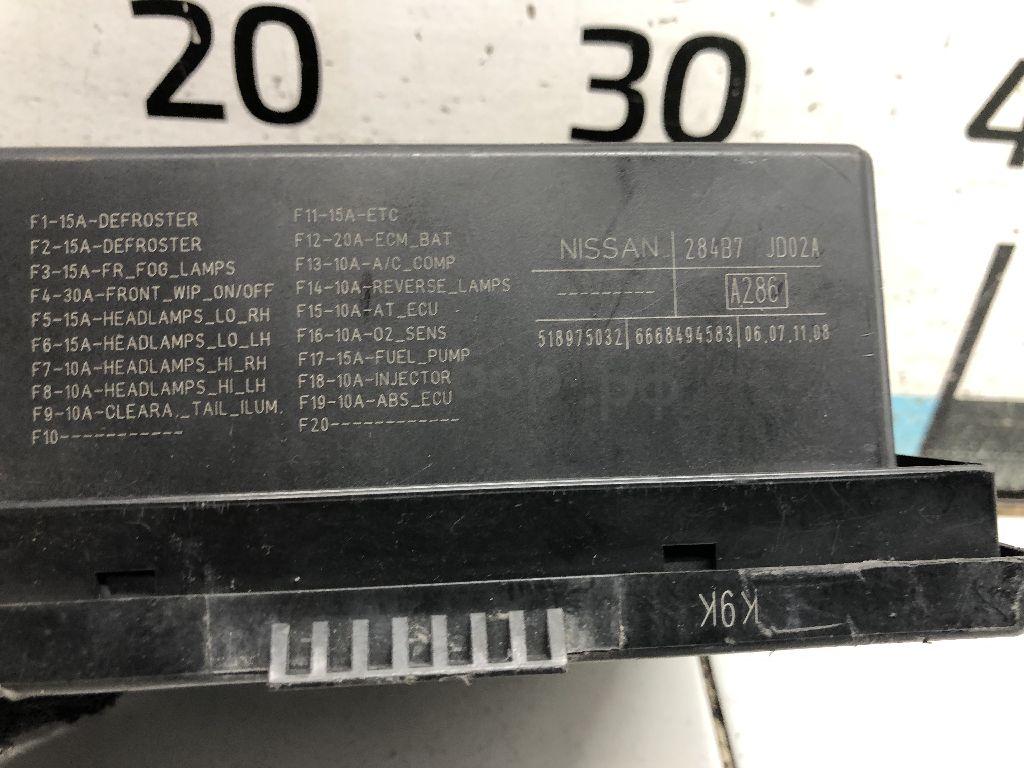 20
30
4
F1-15A-DEFROSTER
F2-15A-DEFROSTER
F3-15A-FR_FOG_LAMPS
F4-30A-FRONT_WIP_ON/OFF
F5-15A-HEADLAMPS_LO_RH
F6-15A-HEADLAMPS_LO_LH
F7-10A-HEADLAMPS_HI_RH
F8-10A-HEADLAMPS_HI_LH
F9-10A-CLEARA._TAIL_ILUM.
F10-----------
F11-15A-ETC
F12-20A-ECM_BAT
F13-10A-A/C_COMP
F14-10A-REVERSE_LAMPS
F15-10A-AT_ECU
F16-10A-O2_SENS
F17-15A-FUEL_PUMP
F18-10A-INJECTOR
F19-10A-ABS_ECU
F20-----------
NISSAN 284B7 JD02A
--------- A286
518975032 6668494583 06.07.11.08
K9K